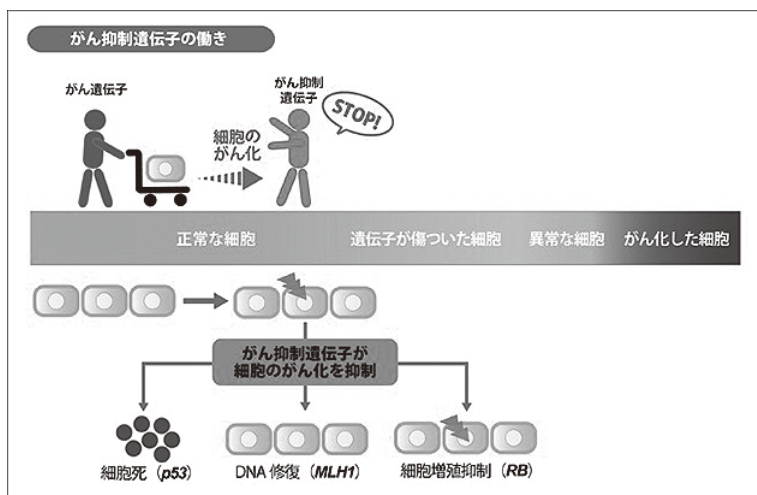 がん抑制遺伝子の働き
がん遺伝子
がん抑制
遺伝子
STOP!
細胞の
がん化
正常な細胞
遺伝子が傷ついた細胞
異常な細胞
がん化した細胞
がん抑制遺伝子が
細胞のがん化を抑制
細胞死（p53）
DNA 修復（MLH1）
細胞増殖抑制（RB）